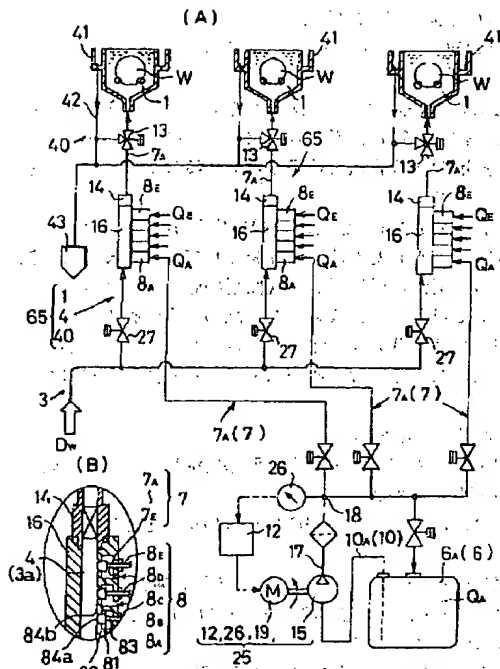 (A)
41 41 41
W W W
42 1 1 1
40 13 13 13
7A 7A 65 7A
14 8E 14 8E 14 8E
43 16 QE 16 QE 16 QE
QA QA QA
8A 8A
65 { 1 4 40
27 27 27
3
DW
7A(7) 7A(7)
(B)
26
18
14 7A ~ 7E } 7
16 7E
12 17 10A(10) 6A(6)
4 8E
(3a) 8D QA
8C } 8
M 15
84b 8B
83 8A
12,26,19,
25
84a 81